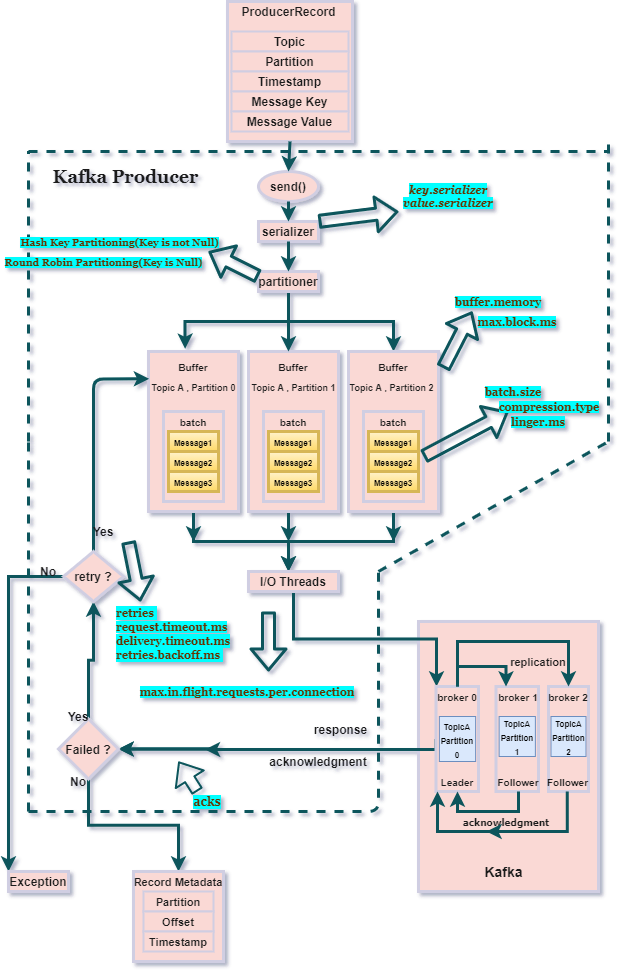 ProducerRecord
Topic
Partition
Timestamp
Message Key
Message Value
Kafka Producer
send()
key.serializer
value.serializer
serializer
Hash Key Partitioning(Key is not Null)
Round Robin Partitioning(Key is Null)
partitioner
buffer.memory
max.block.ms
Buffer
Topic A , Partition 0
batch
Message1
Message2
Message3
Buffer
Topic A , Partition 1
batch
Message1
Message2
Message3
Buffer
Topic A , Partition 2
batch
Message1
Message2
Message3
batch.size
compression.type
linger.ms
Yes
No
retry ?
I/O Threads
retries
request.timeout.ms
delivery.timeout.ms
retries.backoff.ms
max.in.flight.requests.per.connection
replication
broker 0
TopicA
Partition
0
Leader
broker 1
TopicA
Partition
1
Follower
broker 2
TopicA
Partition
2
Follower
acknowledgment
Kafka
response
acknowledgment
Yes
Failed ?
No
acks
Exception
Record Metadata
Partition
Offset
Timestamp